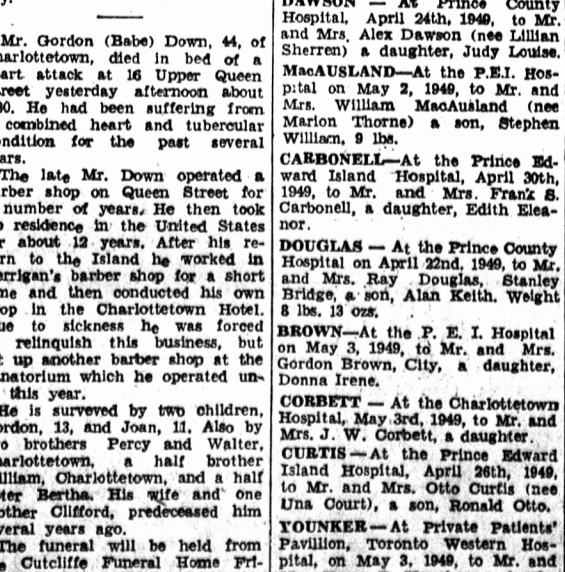 Mr. Gordon (Babe) Down, 44, of
arlottetown, died in bed of a
art attack at 16 Upper Queen
reet yesterday afternoon about
30. He had been suffering from
combined heart and tubercular
ndition for the past several
ars.
The late Mr. Down operated a
rber shop on Queen Street for
number of years. He then took
residence in the United States
r about 12 years. After his re-
rn to the Island he worked in
rrigan's barber shop for a short
me and then conducted his own
op in the Charlottetown Hotel.
ue to sickness he was forced
relinquish this business, but
t up another barber shop at the
natorium which he operated un-
this year.
He is surveyed by two children,
ordon, 13, and Joan, 11. Also by
o brothers Percy and Walter,
arlottetown, a half brother
illiam, Charlottetown, and a half
ter Bertha. His wife and one
other Clifford, predeceased him
veral years ago.
The funeral will be held from
e Cutcliffe Funeral Home Fri-
DAWSON — At Prince County
Hospital, April 24th, 1949, to Mr.
and Mrs. Alex Dawson (nee Lillian
Sherren) a daughter, Judy Louise.
MacAUSLAND—At the P.E.I. Hos-
pital on May 2, 1949, to Mr. and
Mrs. William MacAusland (nee
Marion Thorne) a son, Stephen
William, 9 lbs.
CARBONELL—At the Prince Ed-
ward Island Hospital, April 30th,
1949, to Mr. and Mrs. Frank S.
Carbonell, a daughter, Edith Elea-
nor.
DOUGLAS — At the Prince County
Hospital on April 22nd, 1949, to Mr.
and Mrs. Ray Douglas, Stanley
Bridge, a son, Alan Keith. Weight
8 lbs. 13 ozs.
BROWN—At the P. E. I. Hospital
on May 3, 1949, to Mr. and Mrs.
Gordon Brown, City, a daughter,
Donna Irene.
CORBETT — At the Charlottetown
Hospital, May 3rd, 1949, to Mr. and
Mrs. J. W. Corbett, a daughter.
CURTIS—At the Prince Edward
Island Hospital, April 26th, 1949,
to Mr. and Mrs. Otto Curtis (nee
Una Court), a son, Ronald Otto.
YOUNKER—At Private Patients'
Pavillion, Toronto Western Hos-
pital, on May 3, 1949, to Mr. and